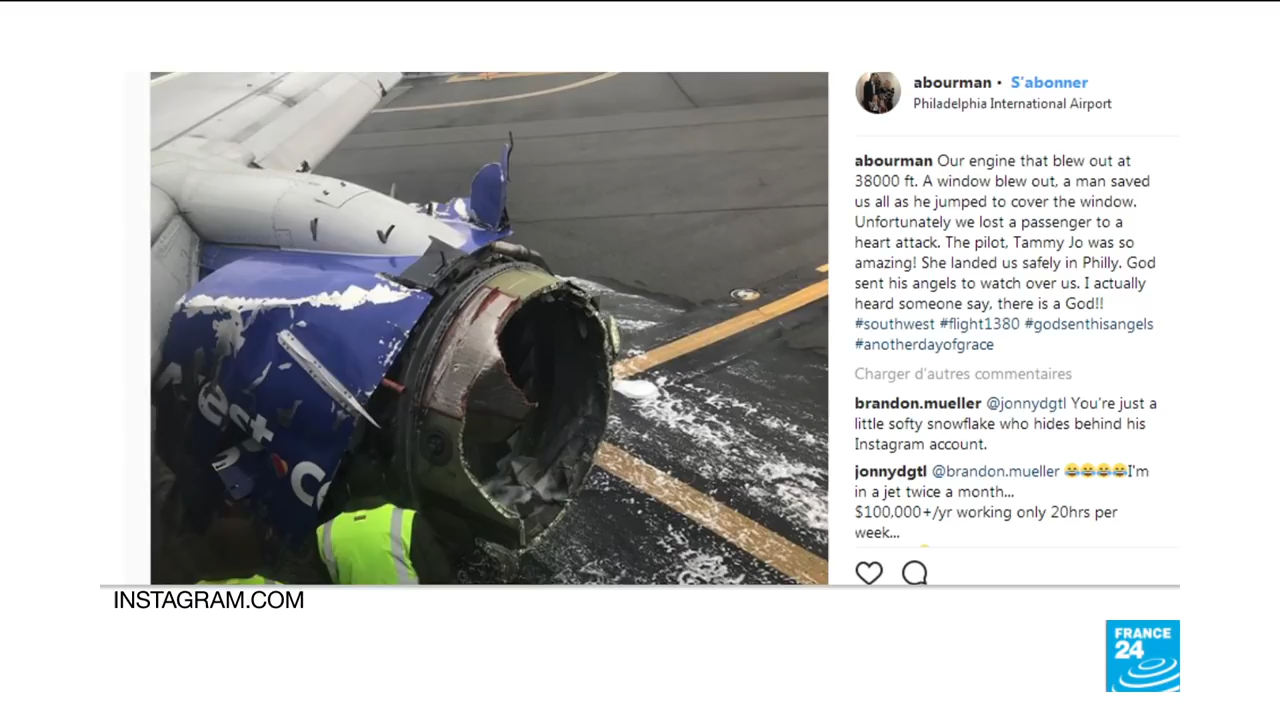 abourman • S'abonner
Philadelphia International Airport
abourman Our engine that blew out at
38000 ft. A window blew out, a man saved
us all as he jumped to cover the window.
Unfortunately we lost a passenger to a
heart attack. The pilot, Tammy Jo was so
amazing! She landed us safely in Philly. God
sent his angels to watch over us. I actually
heard someone say, there is a God!!
#southwest #flight1380 #godsenthisangels
#anotherdayofgrace
Charger d'autres commentaires
brandon.mueller @jonnydgtl You're just a
little softy snowflake who hides behind his
Instagram account.
jonnydgtl @brandon.mueller 😂😂😂😂I'm
in a jet twice a month...
$100,000+/yr working only 20hrs per
week...
INSTAGRAM.COM
FRANCE
24